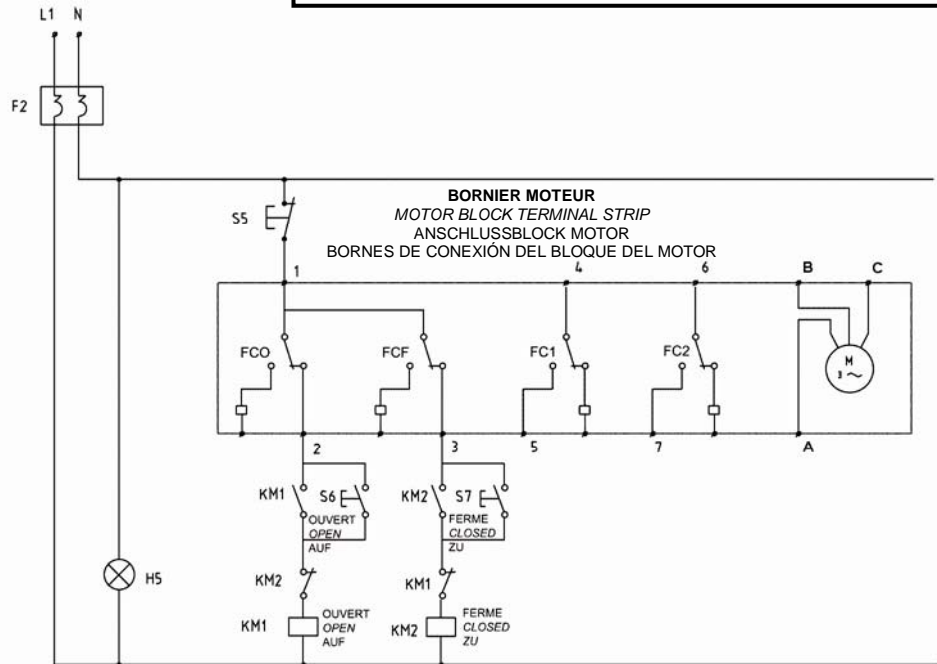 L1 N
F2
S5
BORNIER MOTEUR
MOTOR BLOCK TERMINAL STRIP
ANSCHLUSSBLOCK MOTOR
BORNES DE CONEXIÓN DEL BLOQUE DEL MOTOR
1 4 6 B C
FCO FCF FC1 FC2
M
3 ~
2 3 5 7 A
KM1 S6 KM2 S7
OUVERT
OPEN
AUF
FERME
CLOSED
ZU
H5
KM2 KM1
KM1
OUVERT
OPEN
AUF
KM2
FERME
CLOSED
ZU